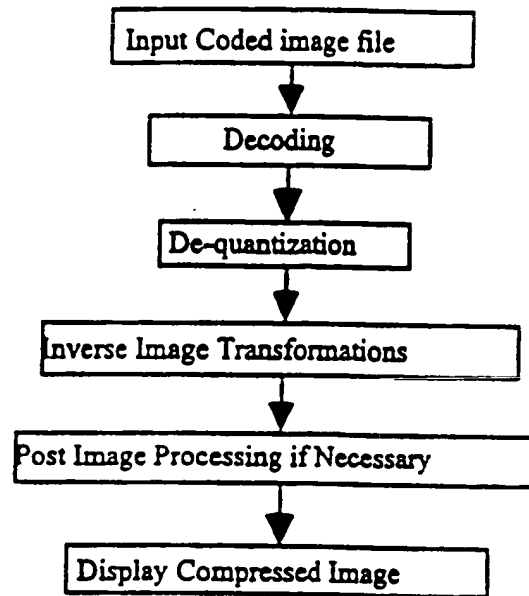 Input Coded image file
Decoding
De-quantization
Inverse Image Transformations
Post Image Processing if Necessary
Display Compressed Image